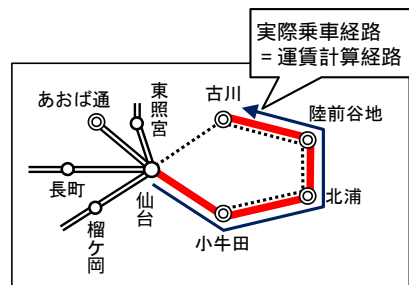 実際乗車経路
＝運賃計算経路
東照宮
あおば通
古川
陸前谷地
長町
仙台
北浦
榴ケ岡
小牛田